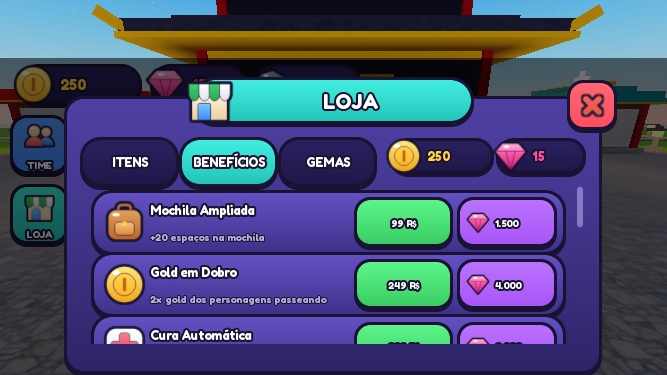 250
LOJA
ITENS
BENEFÍCIOS
GEMAS
250
15
TIME
LOJA
Mochila Ampliada
+20 espaços na mochila
99 R$
1.500
Gold em Dobro
2x gold dos personagens passeando
249 R$
4.000
Cura Automática